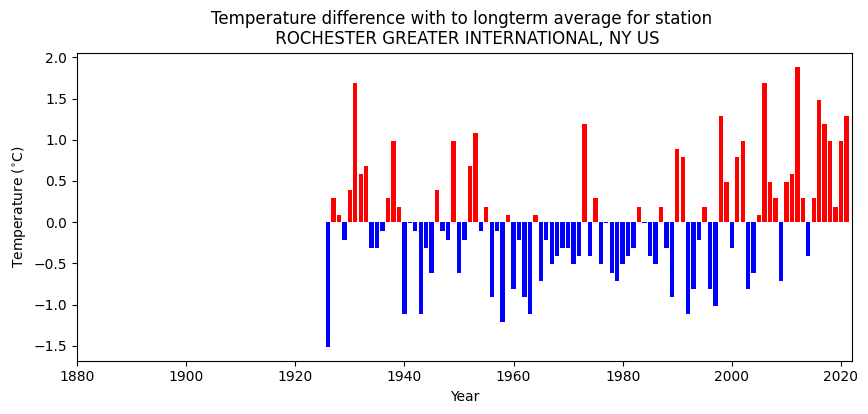 Temperature difference with to longterm average for station
ROCHESTER GREATER INTERNATIONAL, NY US
2.0
1.5
1.0
0.5
0.0
−0.5
−1.0
−1.5
Temperature (°C)
1880 1900 1920 1940 1960 1980 2000 2020
Year